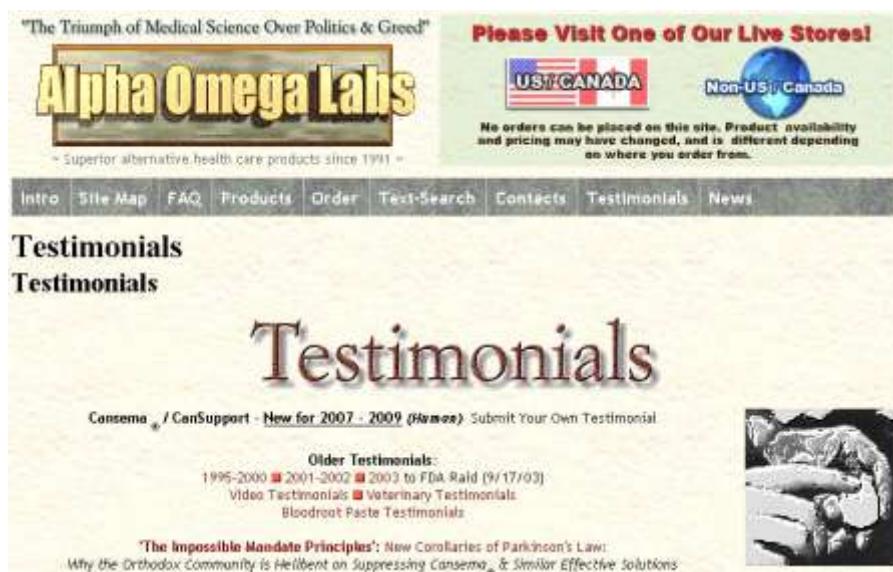 "The Triumph of Medical Science Over Politics & Greed"
Alpha Omega Labs
~ Superior alternative health care products since 1991 ~
Please Visit One of Our Live Stores!
US / CANADA
Non-US / Canada
No orders can be placed on this site. Product availability
and pricing may have changed, and is different depending
on where you order from.
Intro Site Map FAQ Products Order Text-Search Contacts Testimonials News
Testimonials
Testimonials
Testimonials
Cansema ® / CanSupport - New for 2007 - 2009 (Human) Submit Your Own Testimonial
Older Testimonials:
1995-2000 2001-2002 2003 to FDA Raid (9/17/03)
Video Testimonials Veterinary Testimonials
Bloodroot Paste Testimonials
'The Impossible Mandate Principles': New Corollaries of Parkinson's Law:
Why the Orthodox Community is Hellbent on Suppressing Cansema ® & Similar Effective Solutions